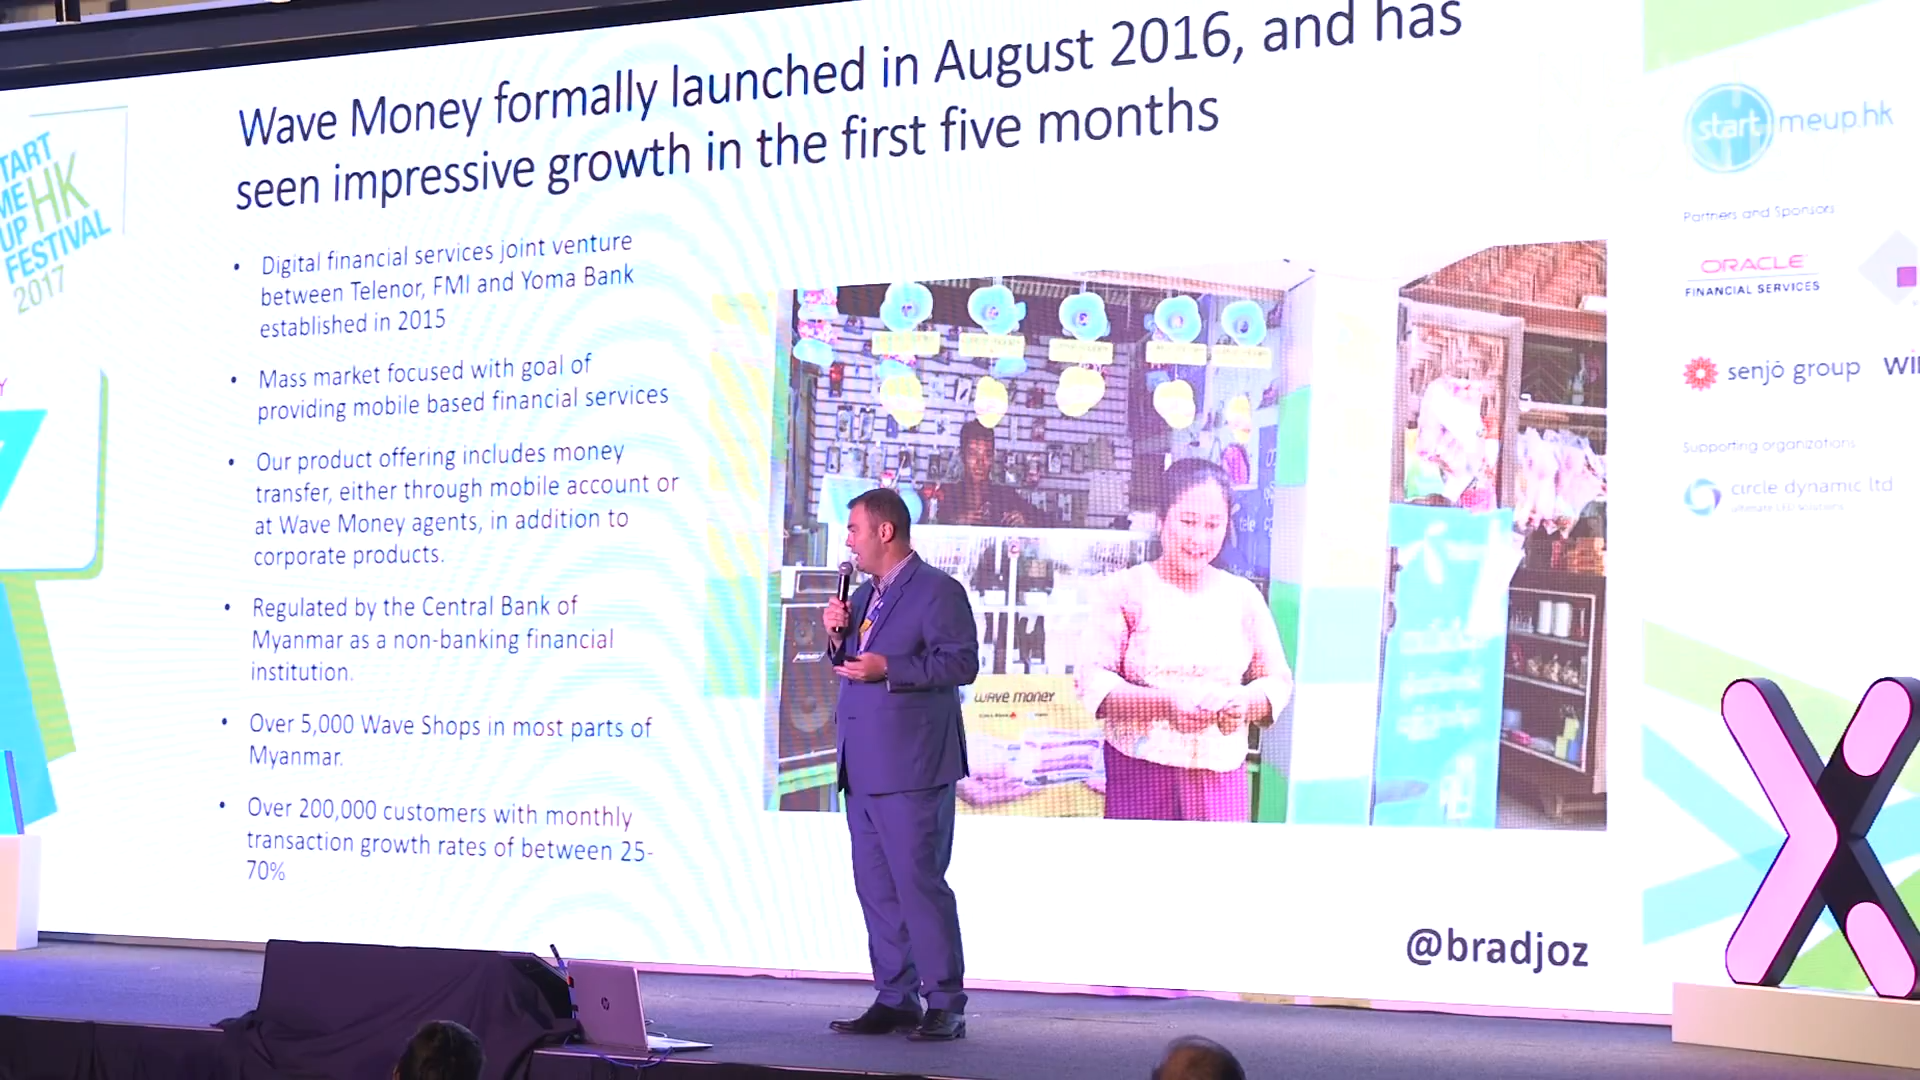 Wave Money formally launched in August 2016, and has
seen impressive growth in the first five months
TART
ME HK
UP
FESTIVAL
2017
• Digital financial services joint venture
between Telenor, FMI and Yoma Bank
established in 2015
• Mass market focused with goal of
providing mobile based financial services
• Our product offering includes money
transfer, either through mobile account or
at Wave Money agents, in addition to
corporate products.
• Regulated by the Central Bank of
Myanmar as a non-banking financial
institution.
• Over 5,000 Wave Shops in most parts of
Myanmar.
• Over 200,000 customers with monthly
transaction growth rates of between 25-
70%
wave money
@bradjoz
start meup.hk
Partners and Sponsors:
ORACLE
FINANCIAL SERVICES
senjō group
Supporting organizations
circle dynamic ltd
ultimate LED solutions
hp